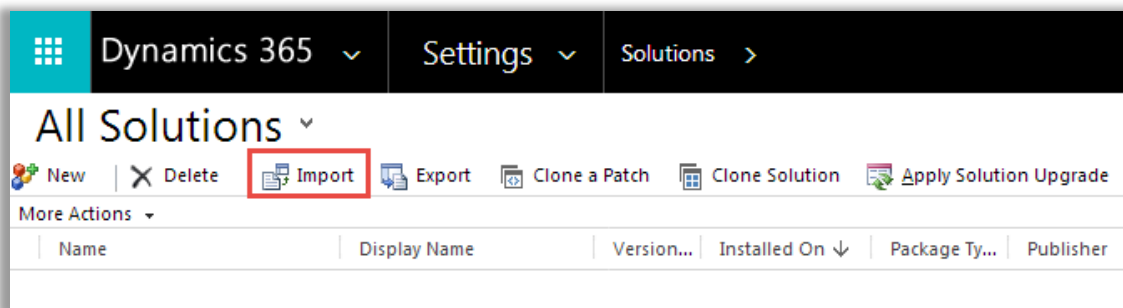 Dynamics 365 Settings Solutions
All Solutions
New Delete Import Export Clone a Patch Clone Solution Apply Solution Upgrade
More Actions
Name Display Name Version... Installed On Package Ty... Publisher